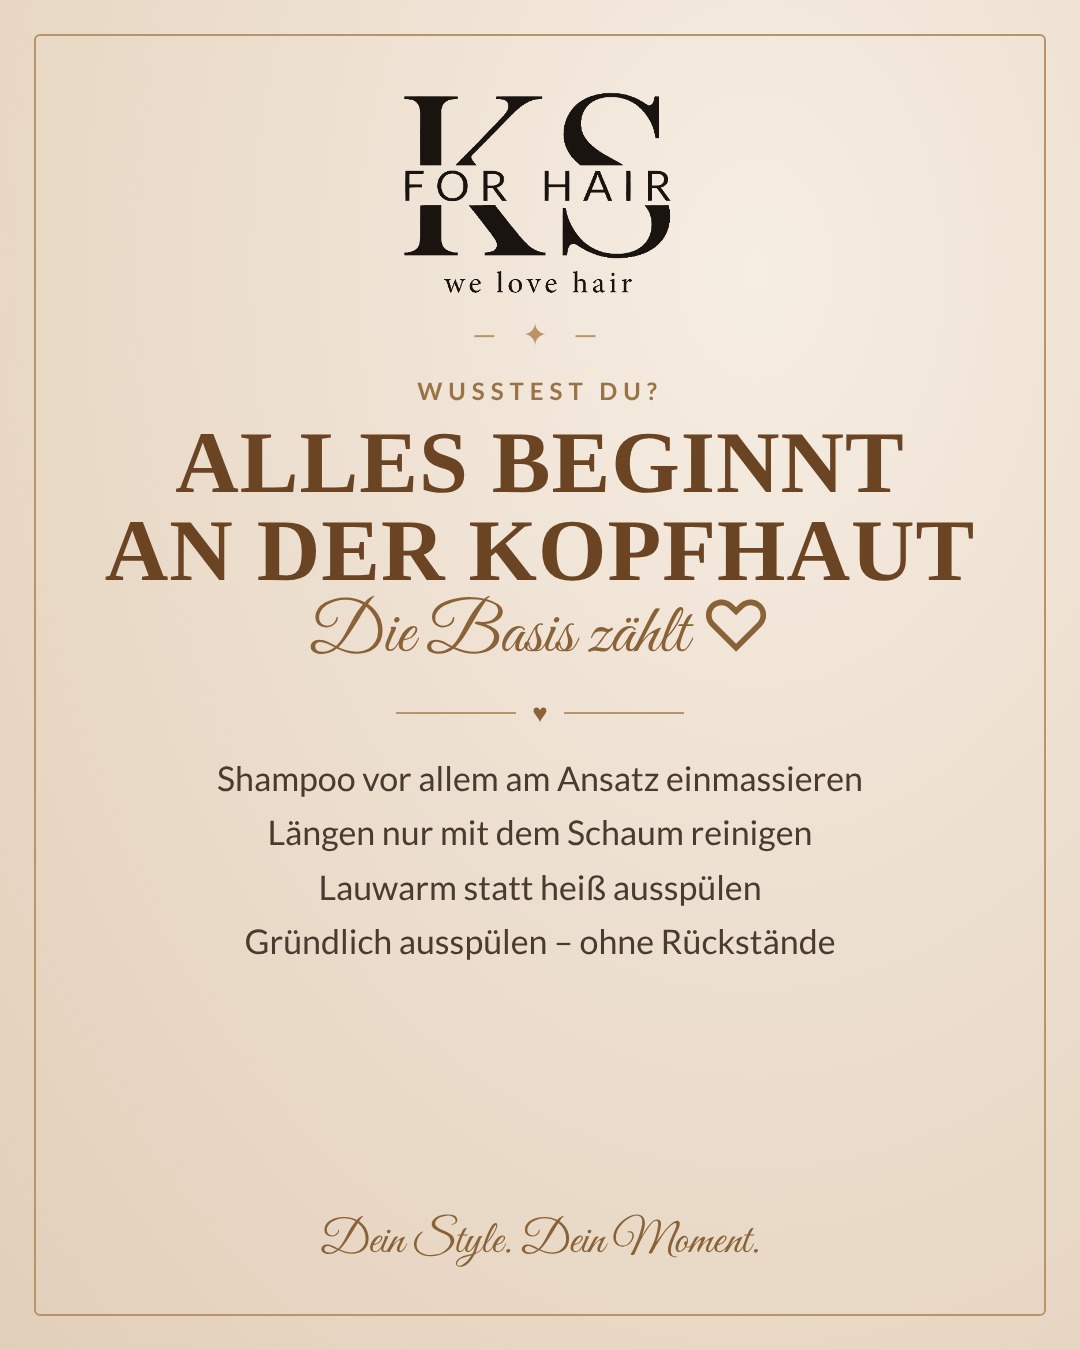 KS
FOR HAIR
we love hair
WUSSTEST DU?
ALLES BEGINNT
AN DER KOPFHAUT
Die Basis zählt
Shampoo vor allem am Ansatz einmassieren
Längen nur mit dem Schaum reinigen
Lauwarm statt heiß ausspülen
Gründlich ausspülen – ohne Rückstände
Dein Style. Dein Moment.